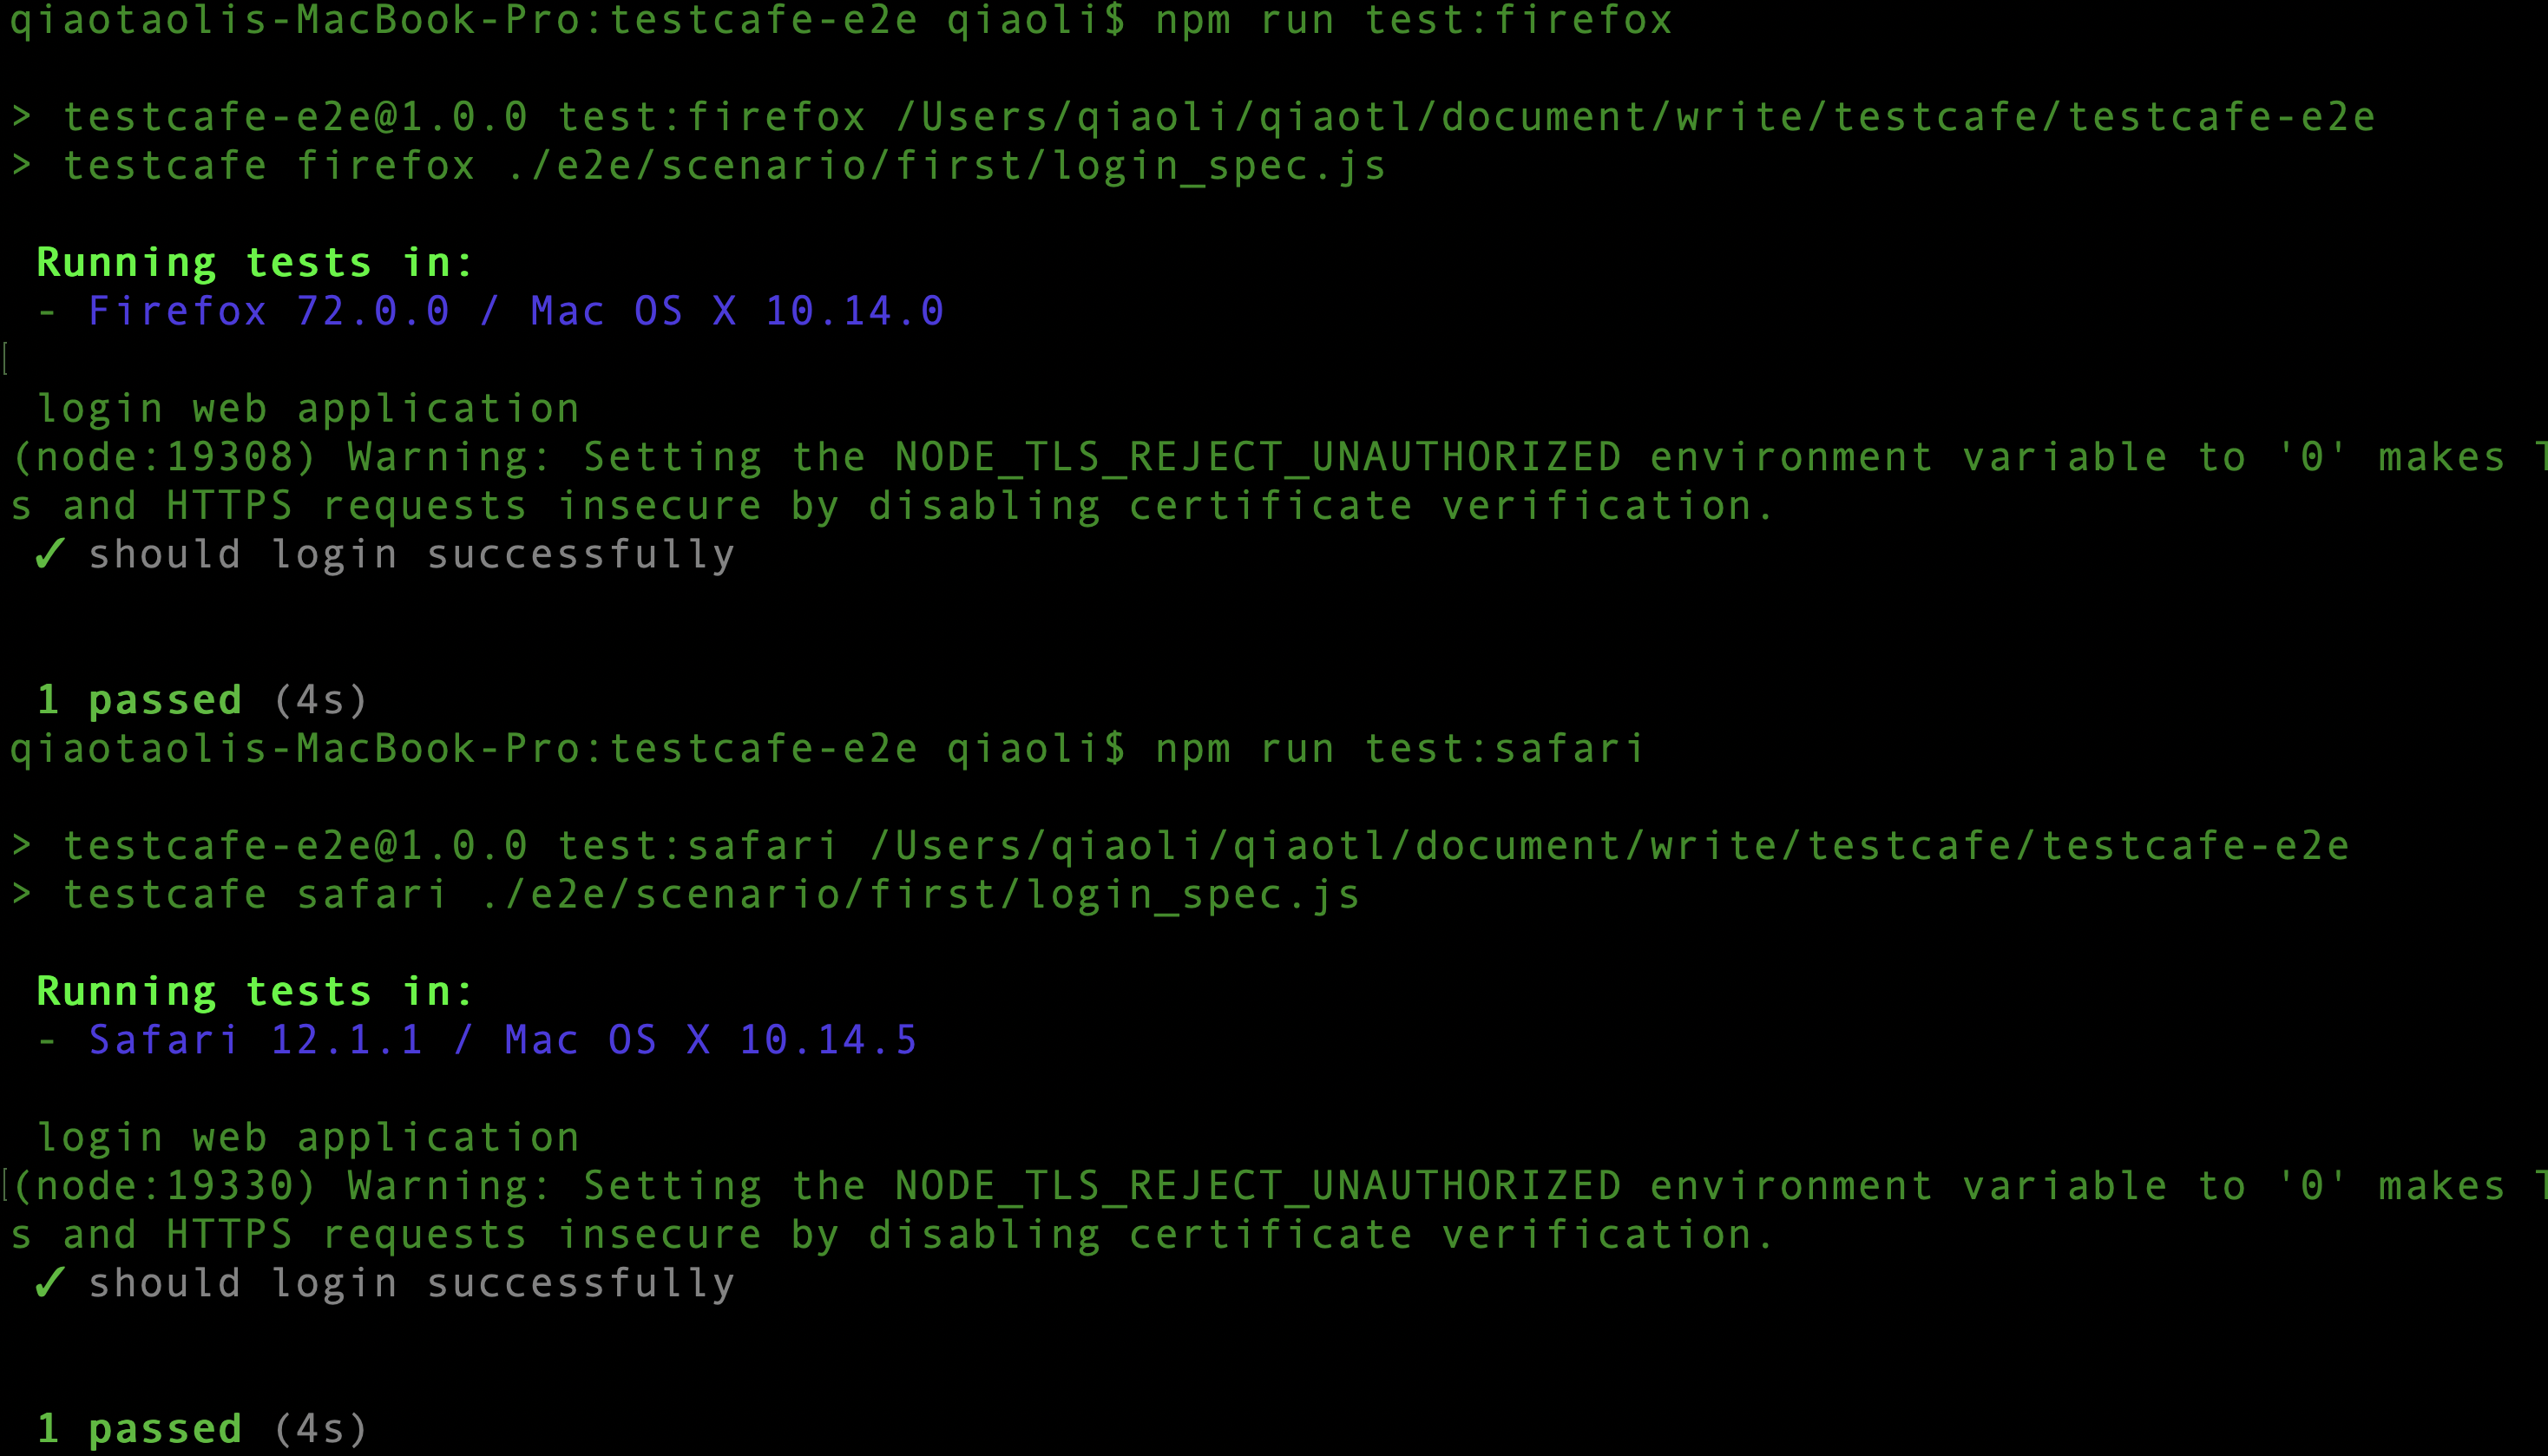 qiaotaolis-MacBook-Pro:testcafe-e2e qiaoli$ npm run test:firefox
> testcafe-e2e@1.0.0 test:firefox /Users/qiaoli/qiaotl/document/write/testcafe/testcafe-e2e
> testcafe firefox ./e2e/scenario/first/login_spec.js
Running tests in:
- Firefox 72.0.0 / Mac OS X 10.14.0
login web application
(node:19308) Warning: Setting the NODE_TLS_REJECT_UNAUTHORIZED environment variable to '0' makes T
s and HTTPS requests insecure by disabling certificate verification.
✓ should login successfully
1 passed (4s)
qiaotaolis-MacBook-Pro:testcafe-e2e qiaoli$ npm run test:safari
> testcafe-e2e@1.0.0 test:safari /Users/qiaoli/qiaotl/document/write/testcafe/testcafe-e2e
> testcafe safari ./e2e/scenario/first/login_spec.js
Running tests in:
- Safari 12.1.1 / Mac OS X 10.14.5
login web application
(node:19330) Warning: Setting the NODE_TLS_REJECT_UNAUTHORIZED environment variable to '0' makes T
s and HTTPS requests insecure by disabling certificate verification.
✓ should login successfully
1 passed (4s)